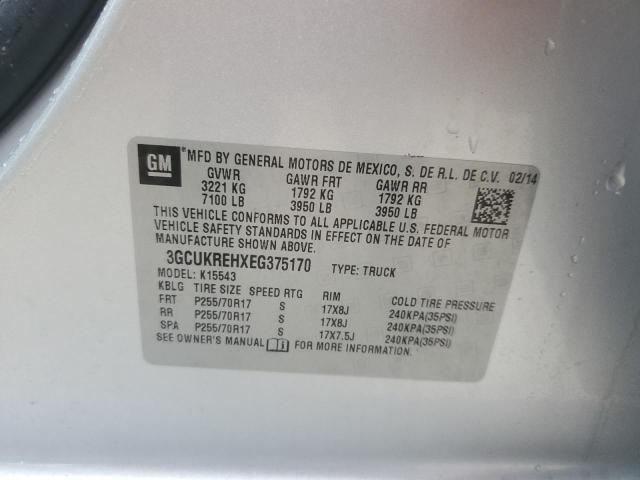 GM MFD BY GENERAL MOTORS DE MEXICO, S. DE R.L. DE C.V. 02/14
GVWR GAWR FRT GAWR RR
3221 KG 1792 KG 1792 KG
7100 LB 3950 LB 3950 LB
THIS VEHICLE CONFORMS TO ALL APPLICABLE U.S. FEDERAL MOTOR
VEHICLE SAFETY STANDARDS IN EFFECT ON THE DATE OF
MANUFACTURE SHOWN ABOVE.
3GCUKREHXEG375170 TYPE: TRUCK
MODEL: K15543
KBLG TIRE SIZE SPEED RTG RIM COLD TIRE PRESSURE
FRT P255/70R17 S 17X8J 240KPA(35PSI)
RR P255/70R17 S 17X8J 240KPA(35PSI)
SPA P255/70R17 S 17X7.5J 240KPA(35PSI)
SEE OWNER'S MANUAL FOR MORE INFORMATION.